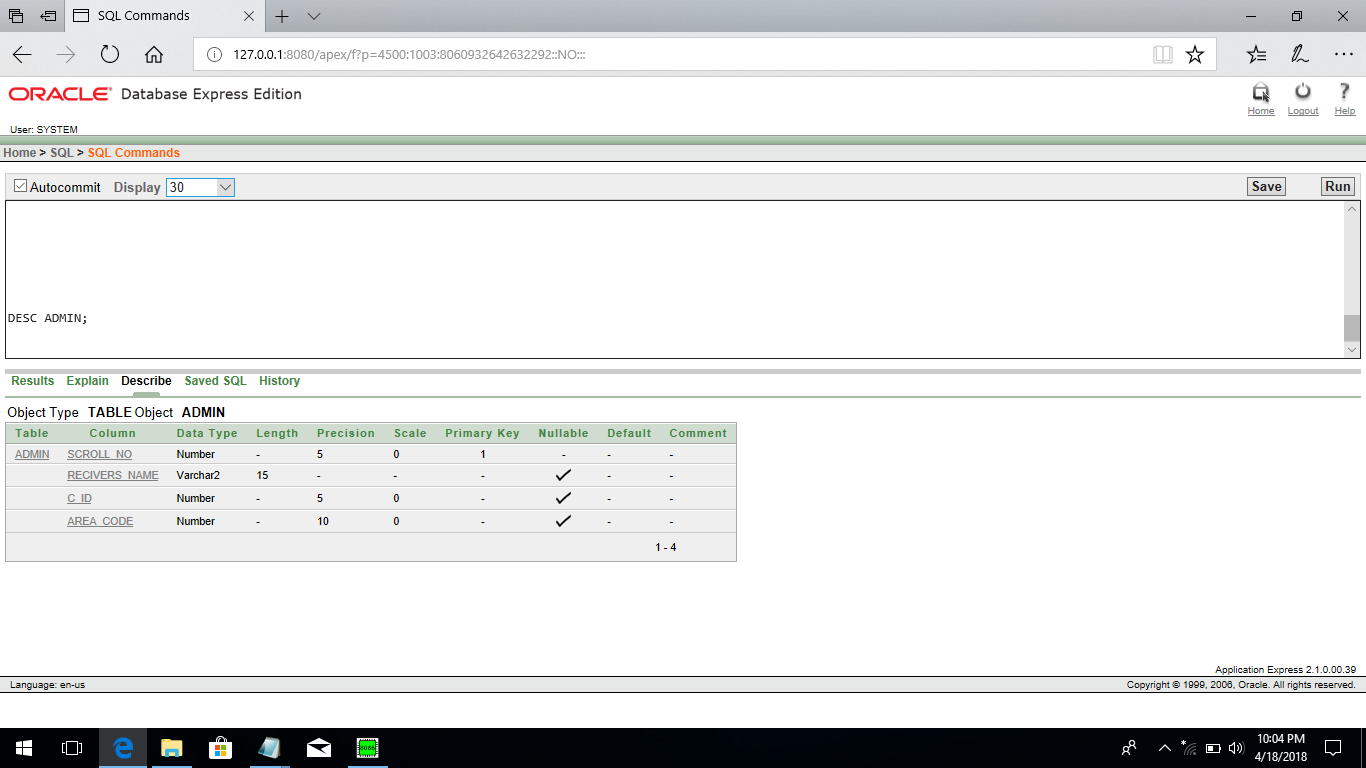 SQL Commands
127.0.0.1:8080/apex/f?p=4500:1003:8060932642632292::NO:::
ORACLE Database Express Edition
Home Logout Help
User: SYSTEM
Home > SQL > SQL Commands
Autocommit Display 30 Save Run
DESC ADMIN;
Results Explain Describe Saved SQL History
Object Type TABLE Object ADMIN
Table Column Data Type Length Precision Scale Primary Key Nullable Default Comment
ADMIN SCROLL_NO Number - 5 0 1 - - -
RECIVERS_NAME Varchar2 15 - - - - -
C_ID Number - 5 0 - - -
AREA_CODE Number - 10 0 - - -
1 - 4
Application Express 2.1.0.00.39
Language: en-us Copyright © 1999, 2006, Oracle. All rights reserved.
8086
10:04 PM
4/18/2018